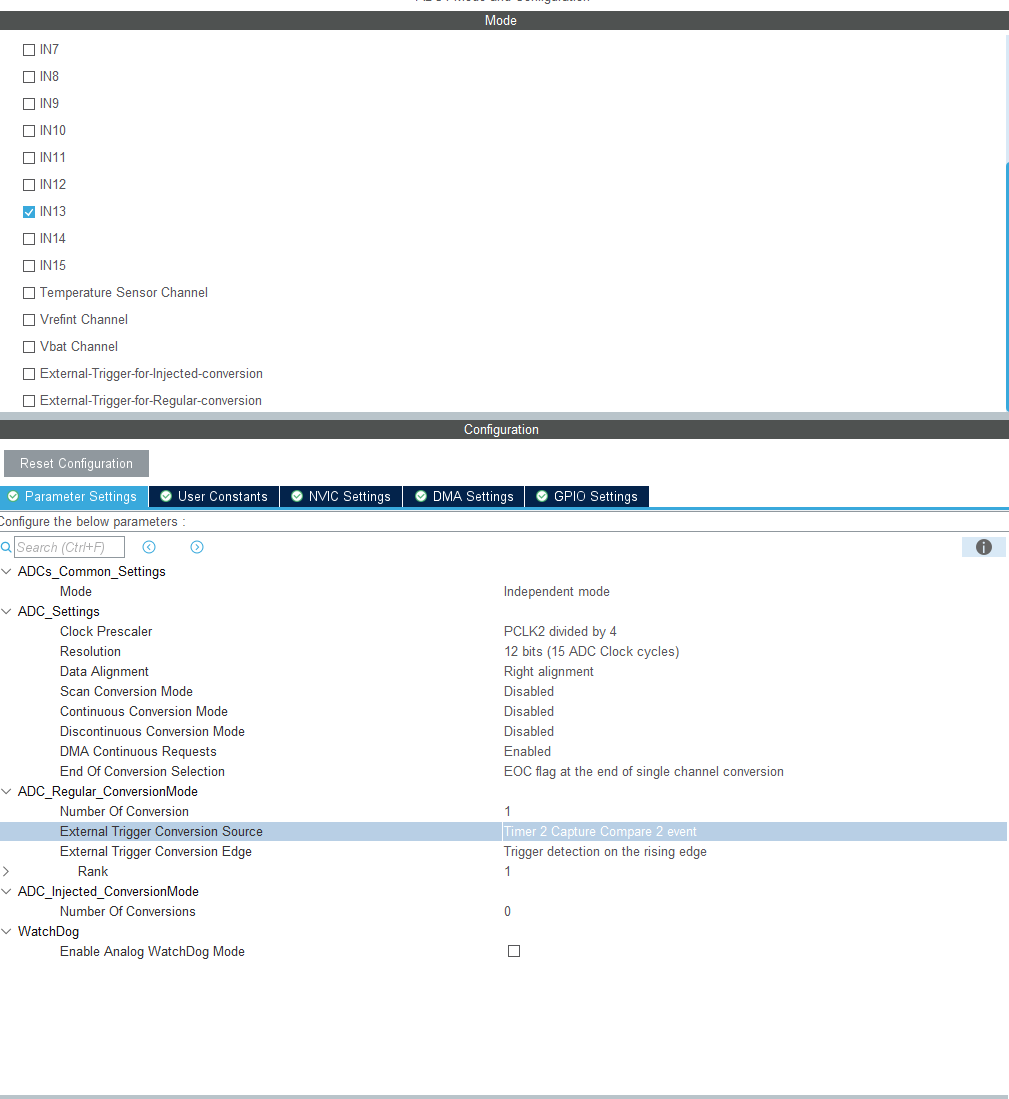 Mode
IN7
IN8
IN9
IN10
IN11
IN12
IN13
IN14
IN15
Temperature Sensor Channel
Vrefint Channel
Vbat Channel
External-Trigger-for-Injected-conversion
External-Trigger-for-Regular-conversion
Configuration
Reset Configuration
Parameter Settings User Constants NVIC Settings DMA Settings GPIO Settings
Configure the below parameters :
Search (Ctrl+F)
ADCs_Common_Settings
Mode Independent mode
ADC_Settings
Clock Prescaler PCLK2 divided by 4
Resolution 12 bits (15 ADC Clock cycles)
Data Alignment Right alignment
Scan Conversion Mode Disabled
Continuous Conversion Mode Disabled
Discontinuous Conversion Mode Disabled
DMA Continuous Requests Enabled
End Of Conversion Selection EOC flag at the end of single channel conversion
ADC_Regular_ConversionMode
Number Of Conversion 1
External Trigger Conversion Source Timer 2 Capture Compare 2 event
External Trigger Conversion Edge Trigger detection on the rising edge
Rank 1
ADC_Injected_ConversionMode
Number Of Conversions 0
WatchDog
Enable Analog WatchDog Mode